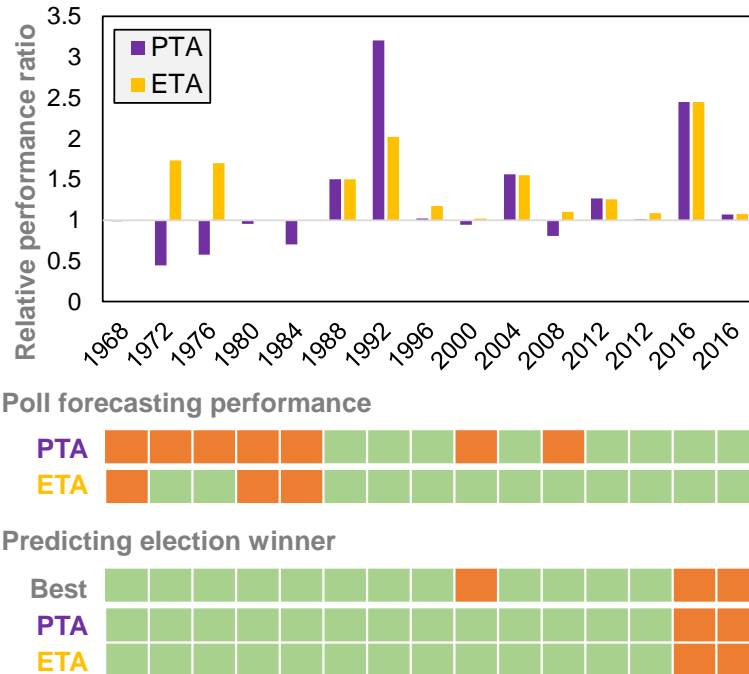 3.5
3
2.5
2
1.5
1
0.5
0
Relative performance ratio
PTA
ETA
1968 1972 1976 1980 1984 1988 1992 1996 2000 2004 2008 2012 2012 2016 2016
Poll forecasting performance
PTA
ETA
Predicting election winner
Best
PTA
ETA